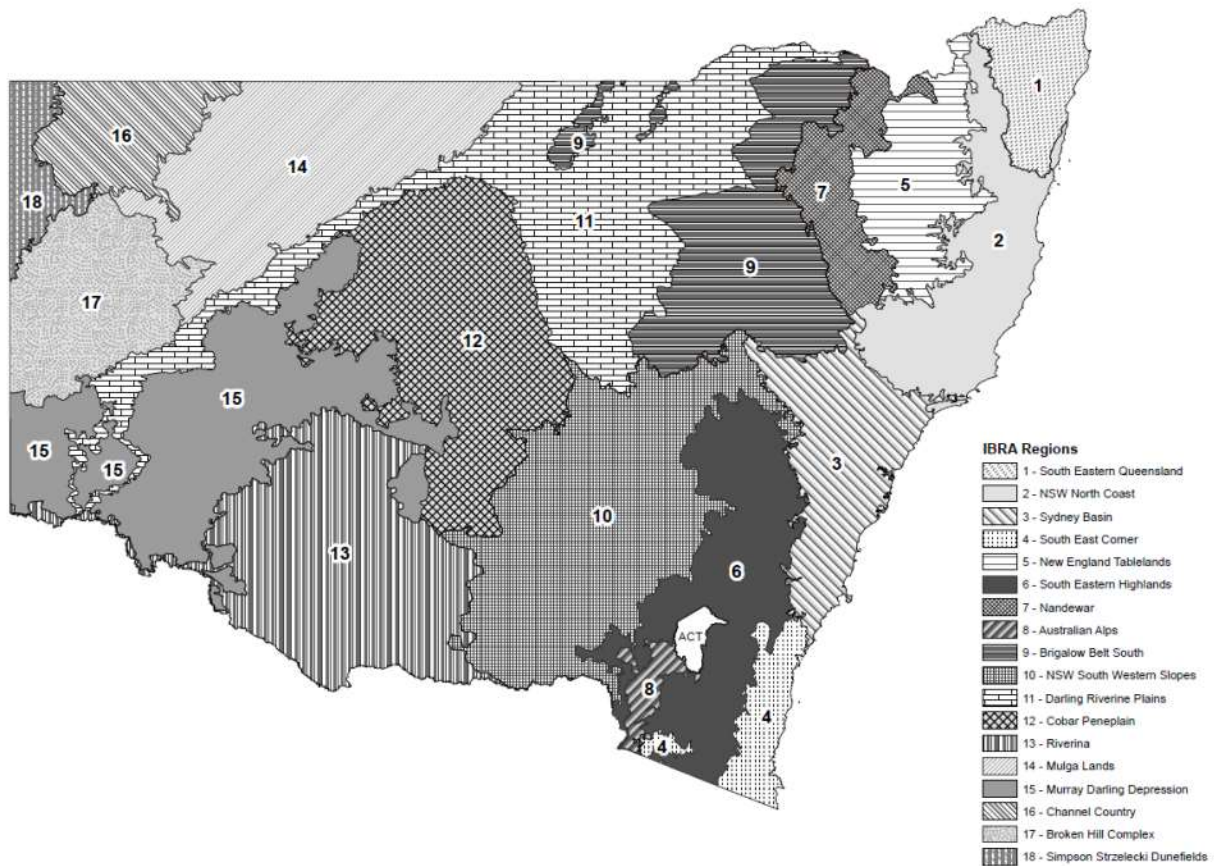 1
16
9
14
18
7
5
11
2
9
17
12
15
15
15
3
10
13
6
ACT
8
4
4
IBRA Regions
1 - South Eastern Queensland
2 - NSW North Coast
3 - Sydney Basin
4 - South East Corner
5 - New England Tablelands
6 - South Eastern Highlands
7 - Nandewar
8 - Australian Alps
9 - Brigalow Belt South
10 - NSW South Western Slopes
11 - Darling Riverine Plains
12 - Cobar Peneplain
13 - Riverina
14 - Mulga Lands
15 - Murray Darling Depression
16 - Channel Country
17 - Broken Hill Complex
18 - Simpson Strzelecki Dunefields